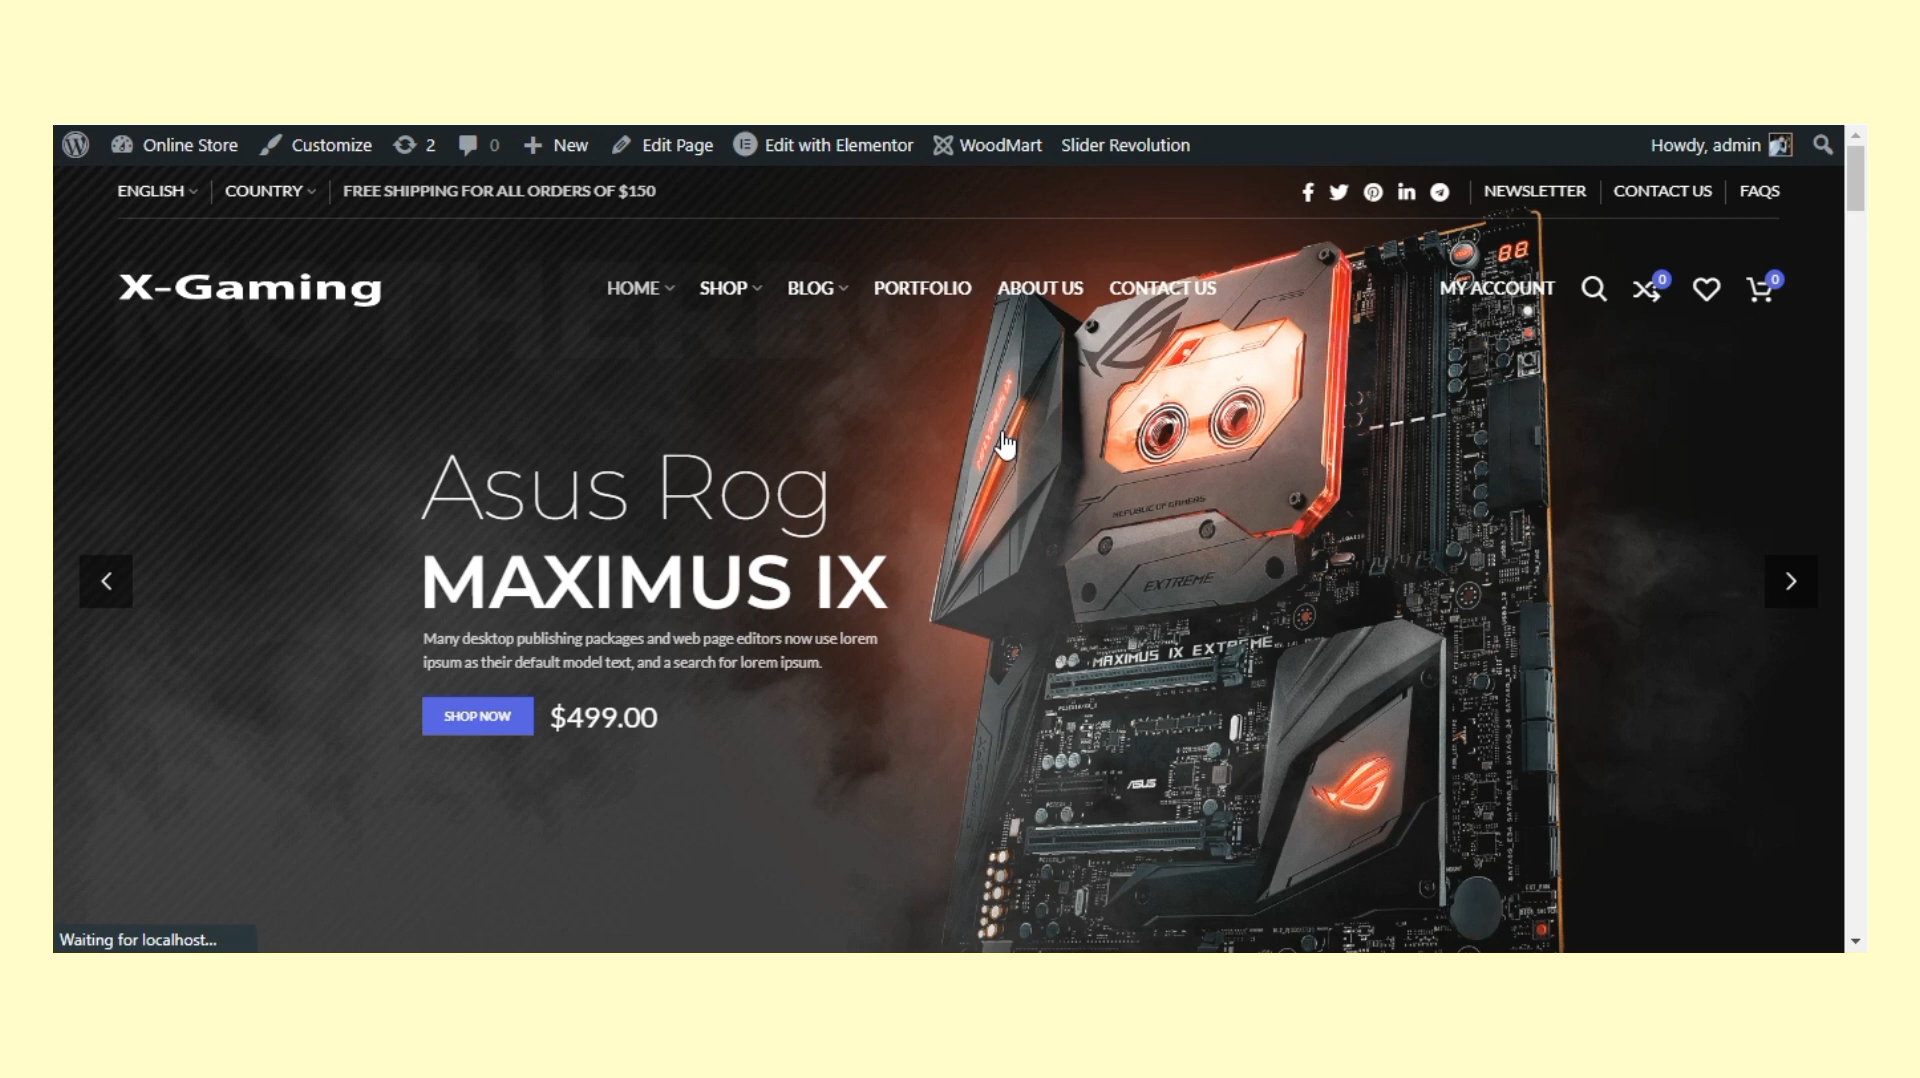 Online Store Customize 2 0 New Edit Page Edit with Elementor WoodMart Slider Revolution Howdy, admin
ENGLISH COUNTRY FREE SHIPPING FOR ALL ORDERS OF $150 NEWSLETTER CONTACT US FAQS
X-Gaming HOME SHOP BLOG PORTFOLIO ABOUT US CONTACT US MY ACCOUNT 0 0
88
Asus Rog
MAXIMUS IX
REPUBLIC OF GAMERS
EXTREME
Many desktop publishing packages and web page editors now use lorem
ipsum as their default model text, and a search for lorem ipsum.
MAXIMUS IX EXTREME
SHOP NOW $499.00
ASUS
Waiting for localhost...